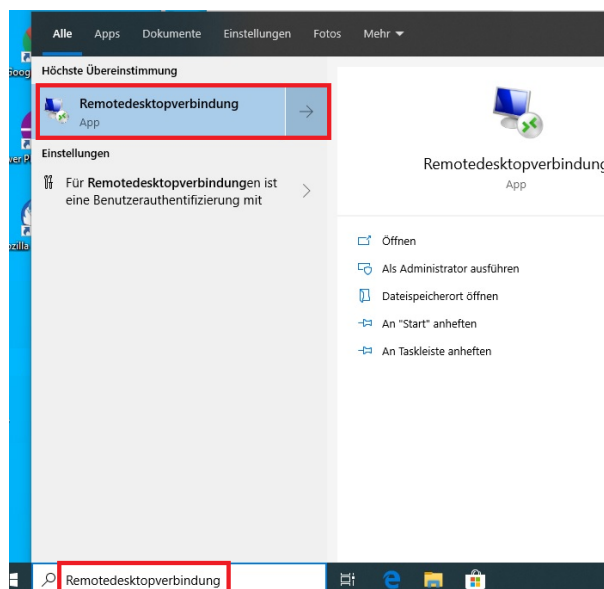 Alle Apps Dokumente Einstellungen Fotos Mehr
Höchste Übereinstimmung
Remotedesktopverbindung
App
Einstellungen
Für Remotedesktopverbindungen ist
eine Benutzerauthentifizierung mit
Remotedesktopverbindung
App
Öffnen
Als Administrator ausführen
Dateispeicherort öffnen
An "Start" anheften
An Taskleiste anheften
Remotedesktopverbindung